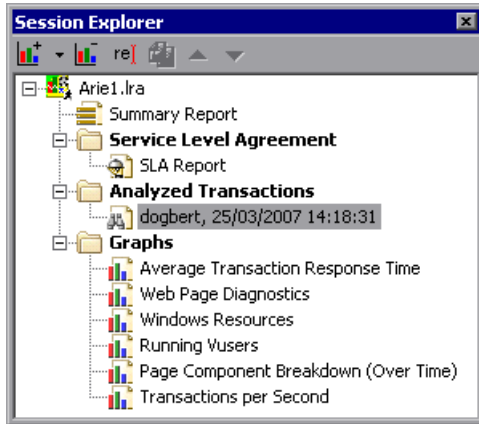 Session Explorer
re
Arie1.lra
Summary Report
Service Level Agreement
SLA Report
Analyzed Transactions
dogbert, 25/03/2007 14:18:31
Graphs
Average Transaction Response Time
Web Page Diagnostics
Windows Resources
Running Vusers
Page Component Breakdown (Over Time)
Transactions per Second